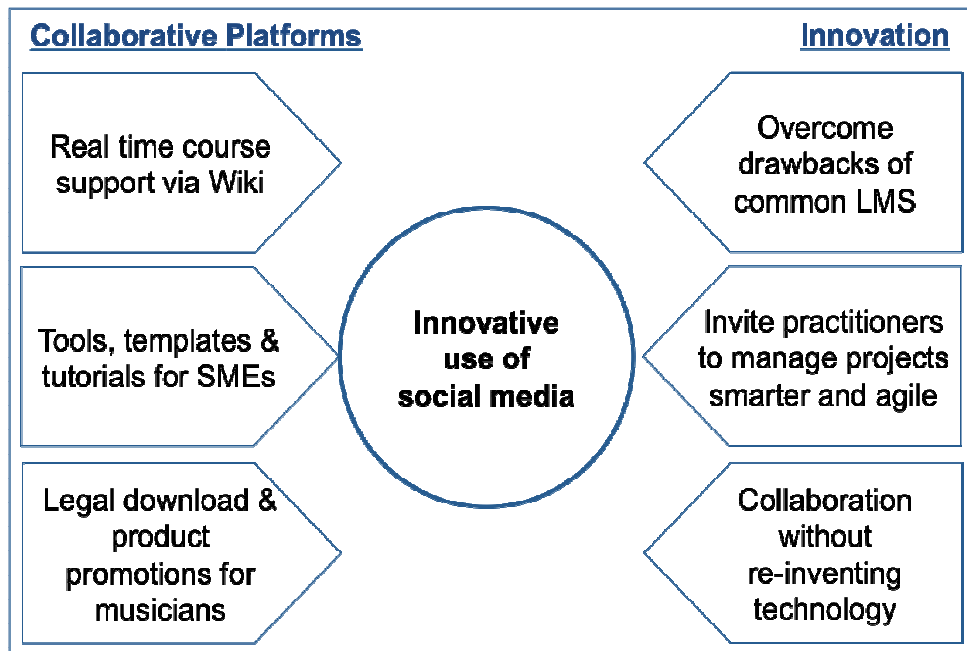 Collaborative Platforms
Innovation
Real time course
support via Wiki
Tools, templates &
tutorials for SMEs
Legal download &
product
promotions for
musicians
Innovative
use of
social media
Overcome
drawbacks of
common LMS
Invite practitioners
to manage projects
smarter and agile
Collaboration
without
re-inventing
technology